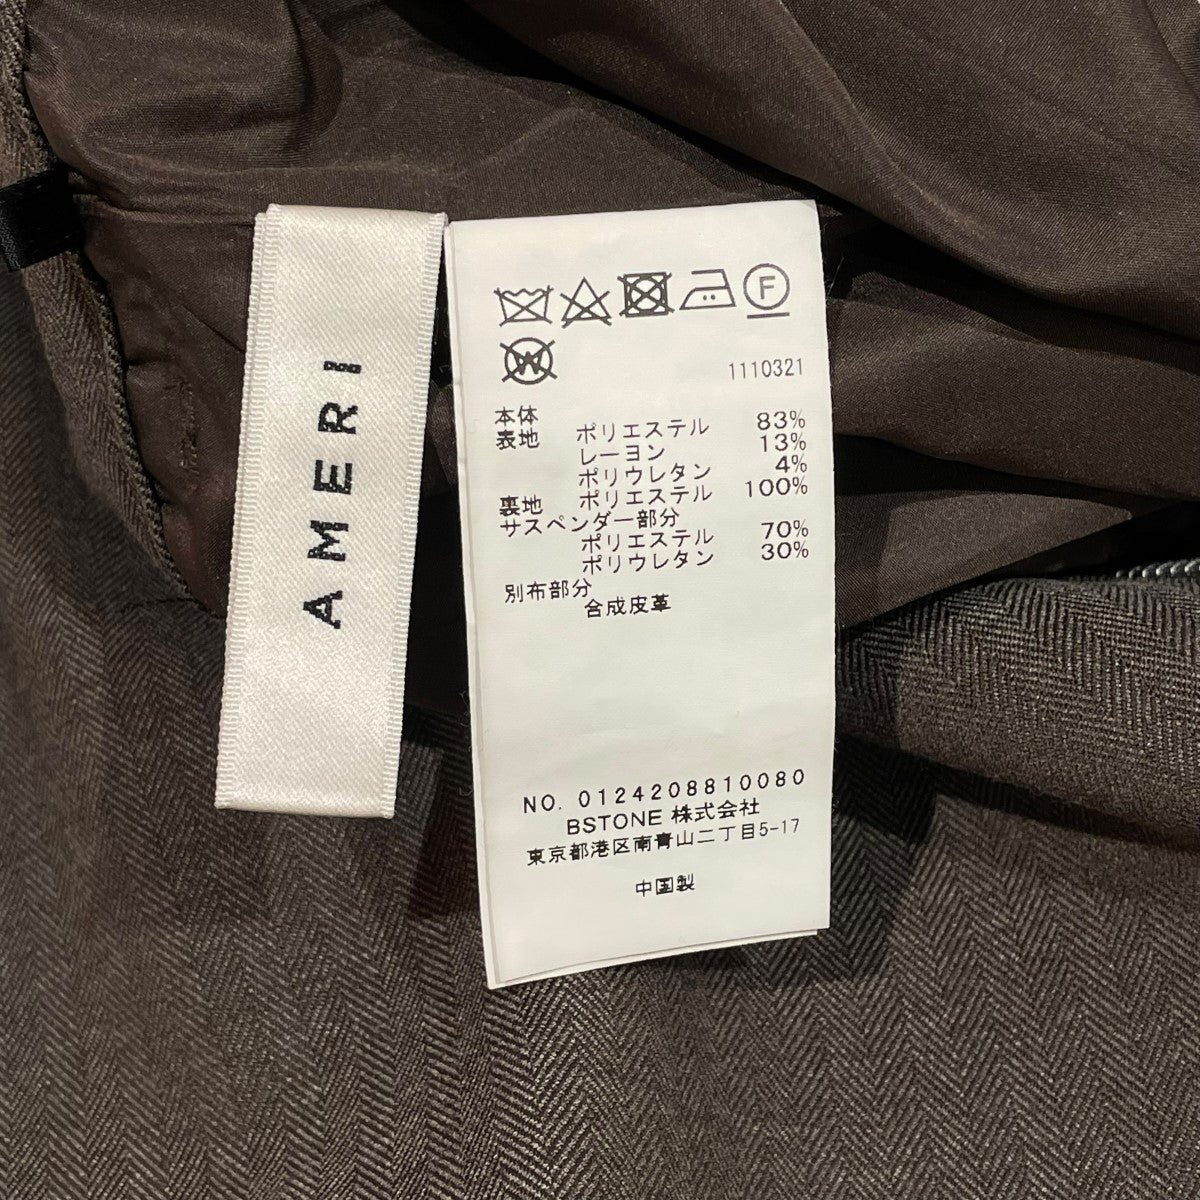 AMERI
F
W
1110321
本体
表地 ポリエステル 83%
レーヨン 13%
ポリウレタン 4%
裏地 ポリエステル 100%
サスペンダー部分
ポリエステル 70%
ポリウレタン 30%
別布部分
合成皮革
NO. 0124208810080
BSTONE 株式会社
東京都港区南青山二丁目5-17
中国製